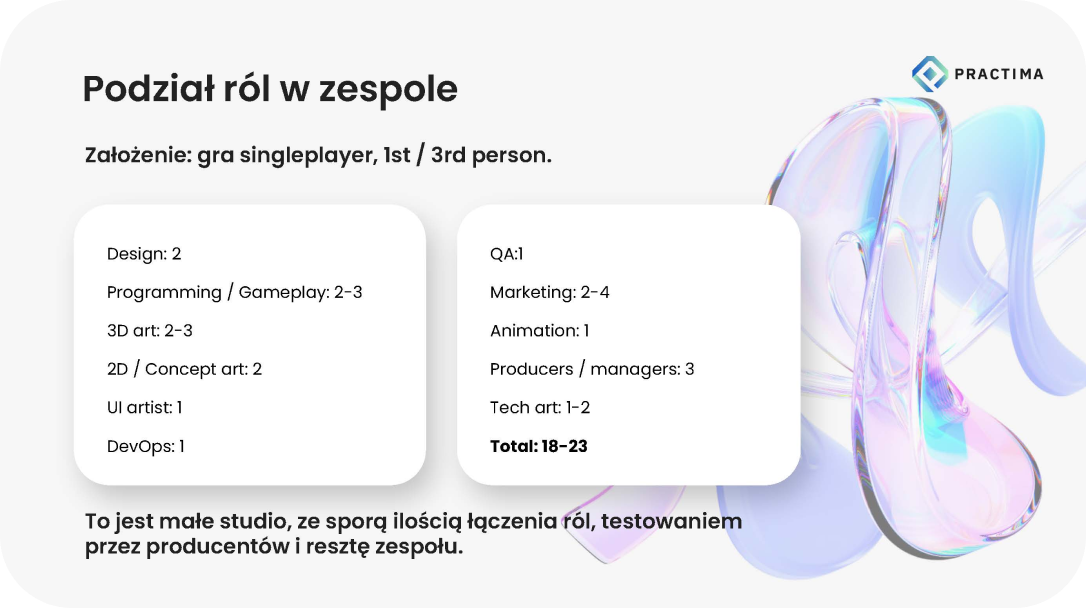 Podział ról w zespole
PRACTIMA
Założenie: gra singleplayer, 1st / 3rd person.
Design: 2
Programming / Gameplay: 2-3
3D art: 2-3
2D / Concept art: 2
UI artist: 1
DevOps: 1
QA:1
Marketing: 2-4
Animation: 1
Producers / managers: 3
Tech art: 1-2
Total: 18-23
To jest małe studio, ze sporą ilością łączenia ról, testowaniem
przez producentów i resztę zespołu.